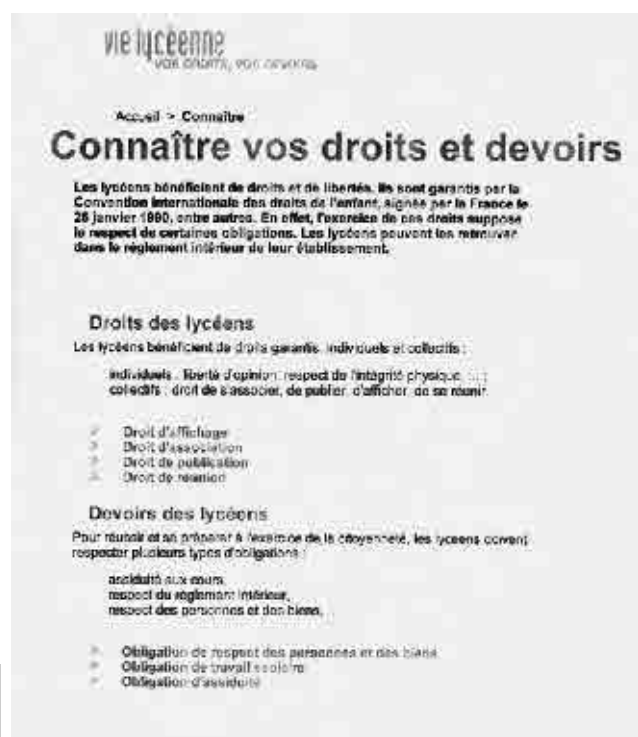 vie lycéenne
VOS DROITS, VOS DEVOIRS
Accueil > Connaître
Connaître vos droits et devoirs
Les lycéens bénéficient de droits et de libertés. Ils sont garantis par la
Convention internationale des droits de l'enfant, signée par la France le
26 janvier 1990, entre autres. En effet, l'exercice de ces droits suppose
le respect de certaines obligations. Les lycéens peuvent les retrouver
dans le règlement intérieur de leur établissement.
Droits des lycéens
Les lycéens bénéficient de droits garantis, individuels et collectifs :
individuels : liberté d'opinion, respect de l'intégrité physique, ... ;
collectifs : droit de s'associer, de publier, d'afficher, de se réunir.
> Droit d'affichage
> Droit d'association
> Droit de publication
> Droit de réunion
Devoirs des lycéens
Pour réussir et se préparer à l'exercice de la citoyenneté, les lycéens doivent
respecter plusieurs types d'obligations :
assiduité aux cours,
respect du règlement intérieur,
respect des personnes et des biens,
> Obligation de respect des personnes et des biens
> Obligation de travail scolaire
> Obligation d'assiduité